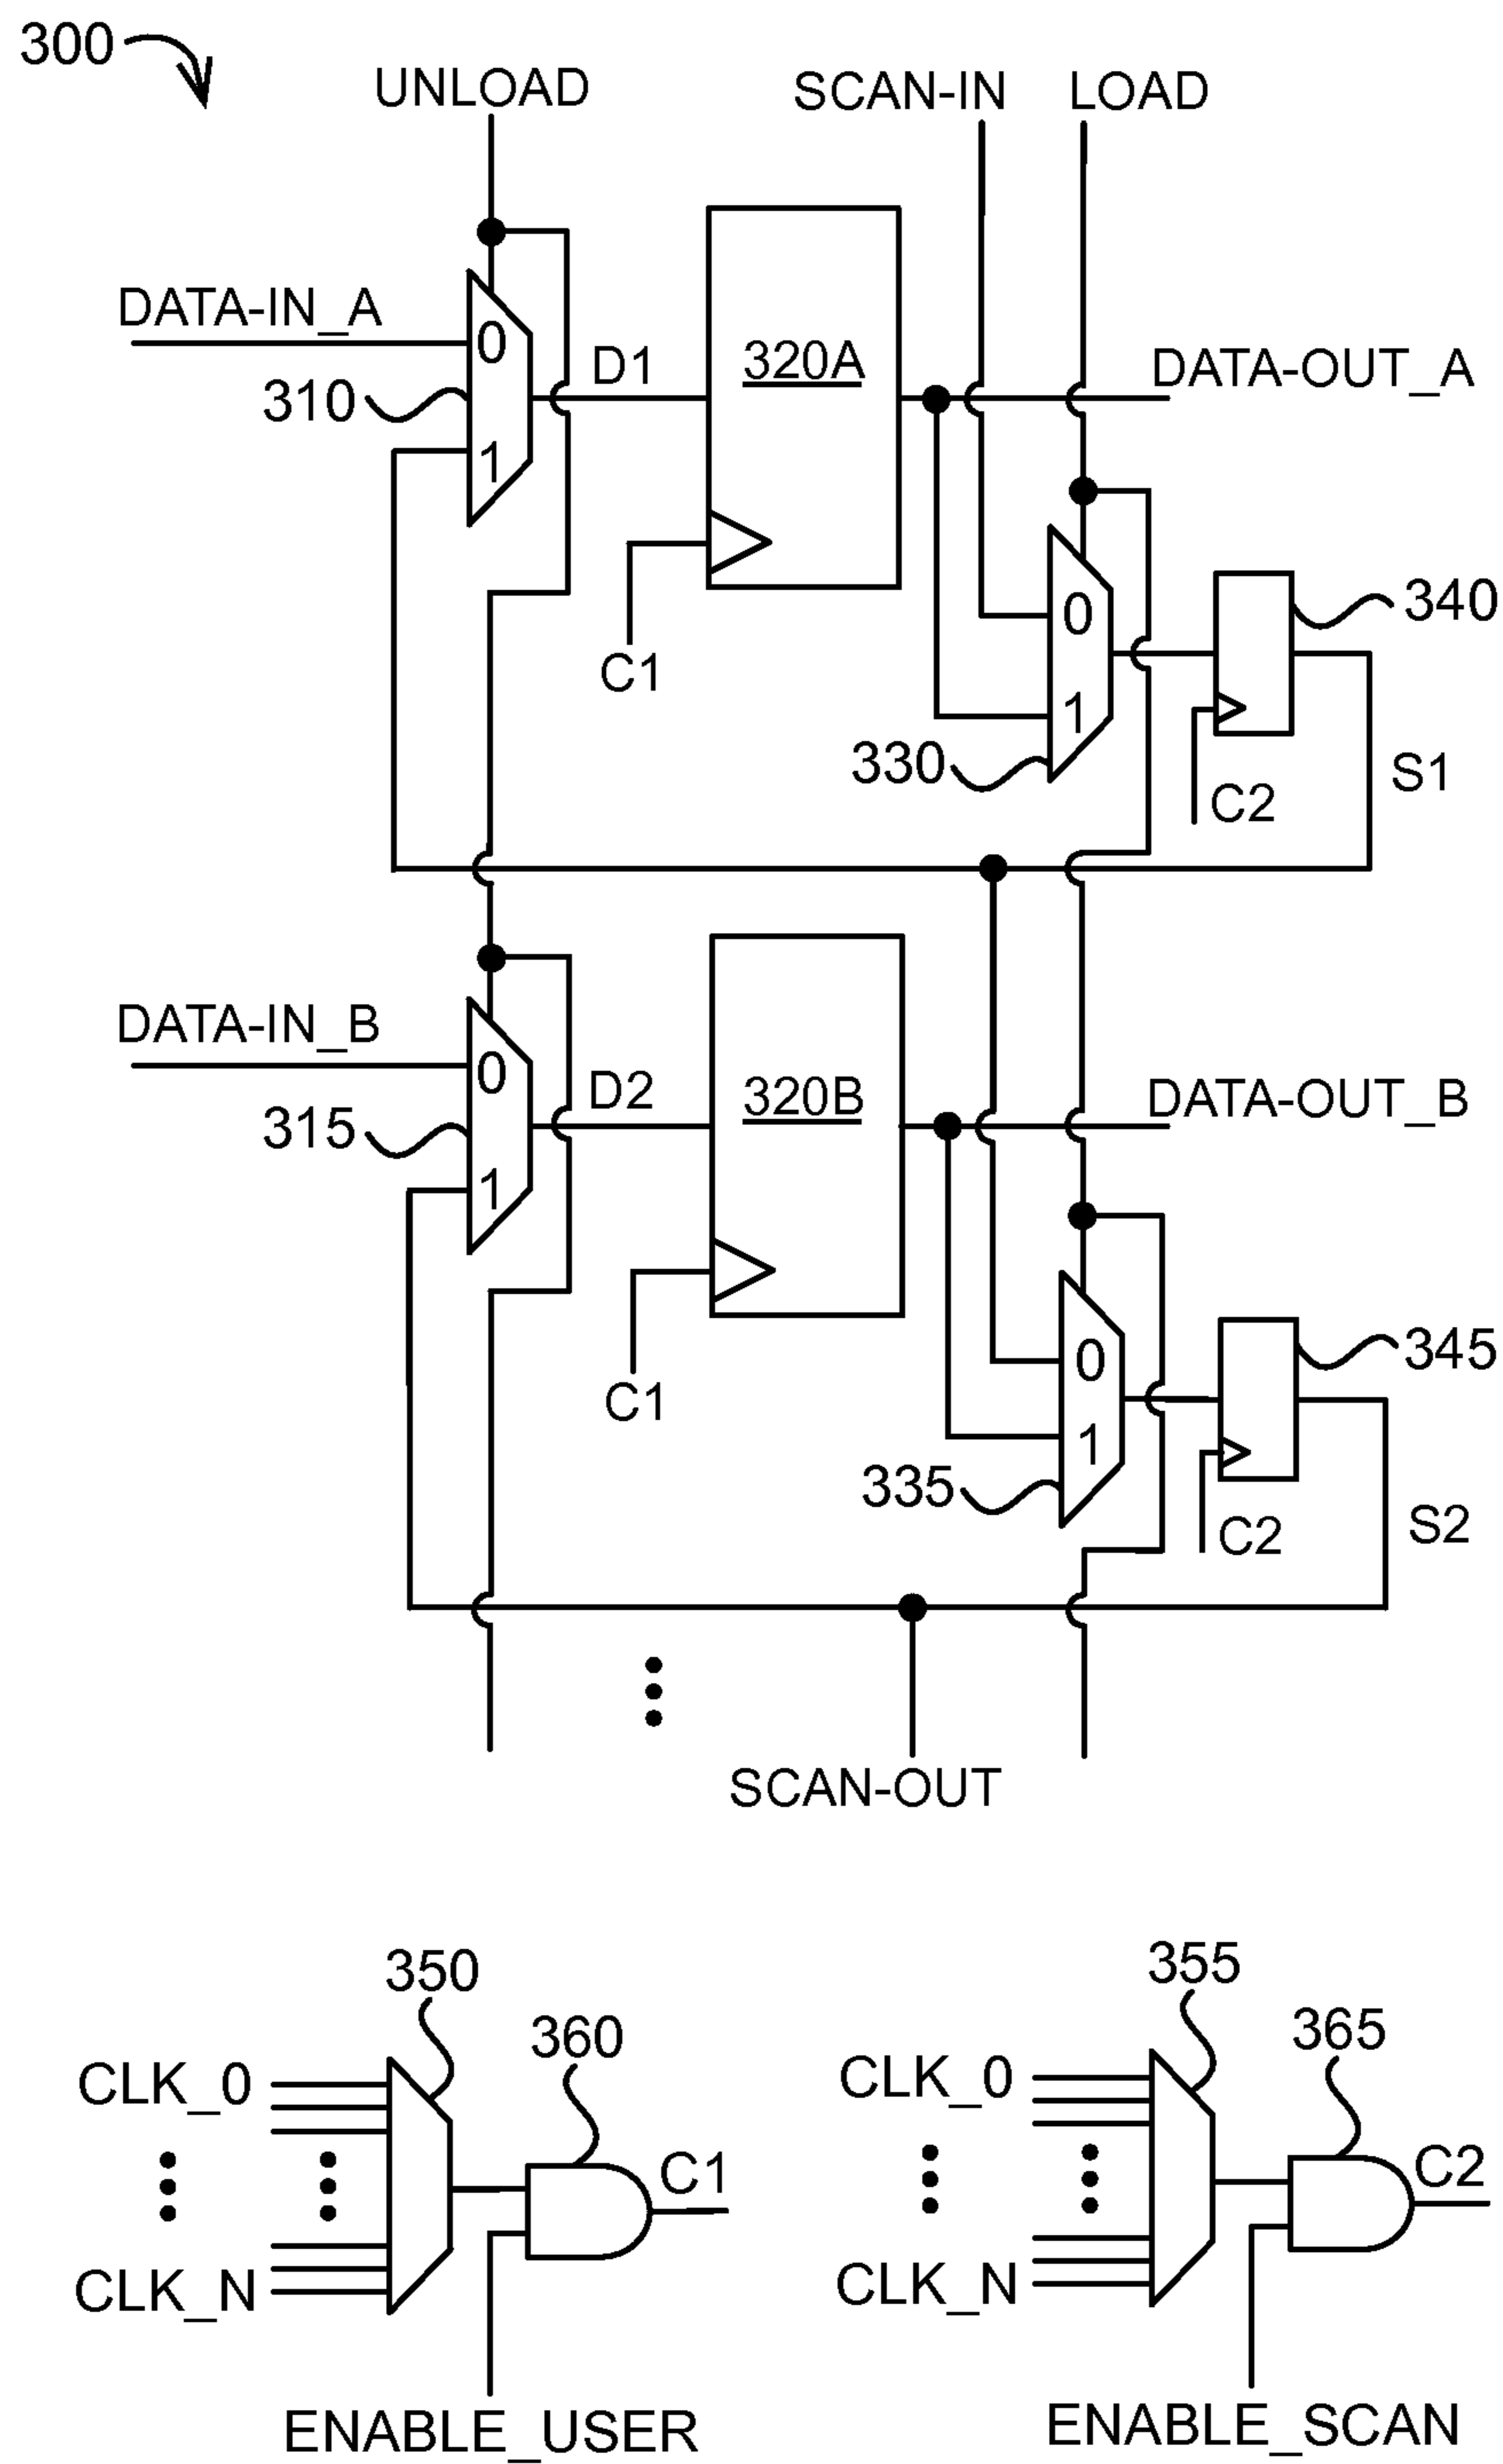 300
UNLOAD
SCAN-IN
LOAD
DATA-IN_A
0
310
1
D1
320A
DATA-OUT_A
C1
0
1
330
340
C2
S1
DATA-IN_B
0
315
1
D2
320B
DATA-OUT_B
C1
0
1
335
345
C2
S2
SCAN-OUT
350
360
CLK_0
CLK_N
C1
ENABLE_USER
355
365
CLK_0
CLK_N
C2
ENABLE_SCAN